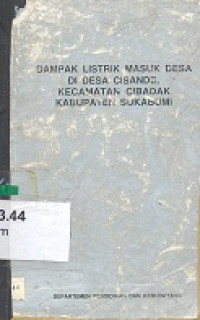 DAMPAK LISTRIK MASUK DESA
DI DESA CISANDE,
KECAMATAN CIBADAK
KABUPATEN SUKABUMI
3.44
DEPARTEMEN PENDIDIKAN DAN KEBUDAYAAN